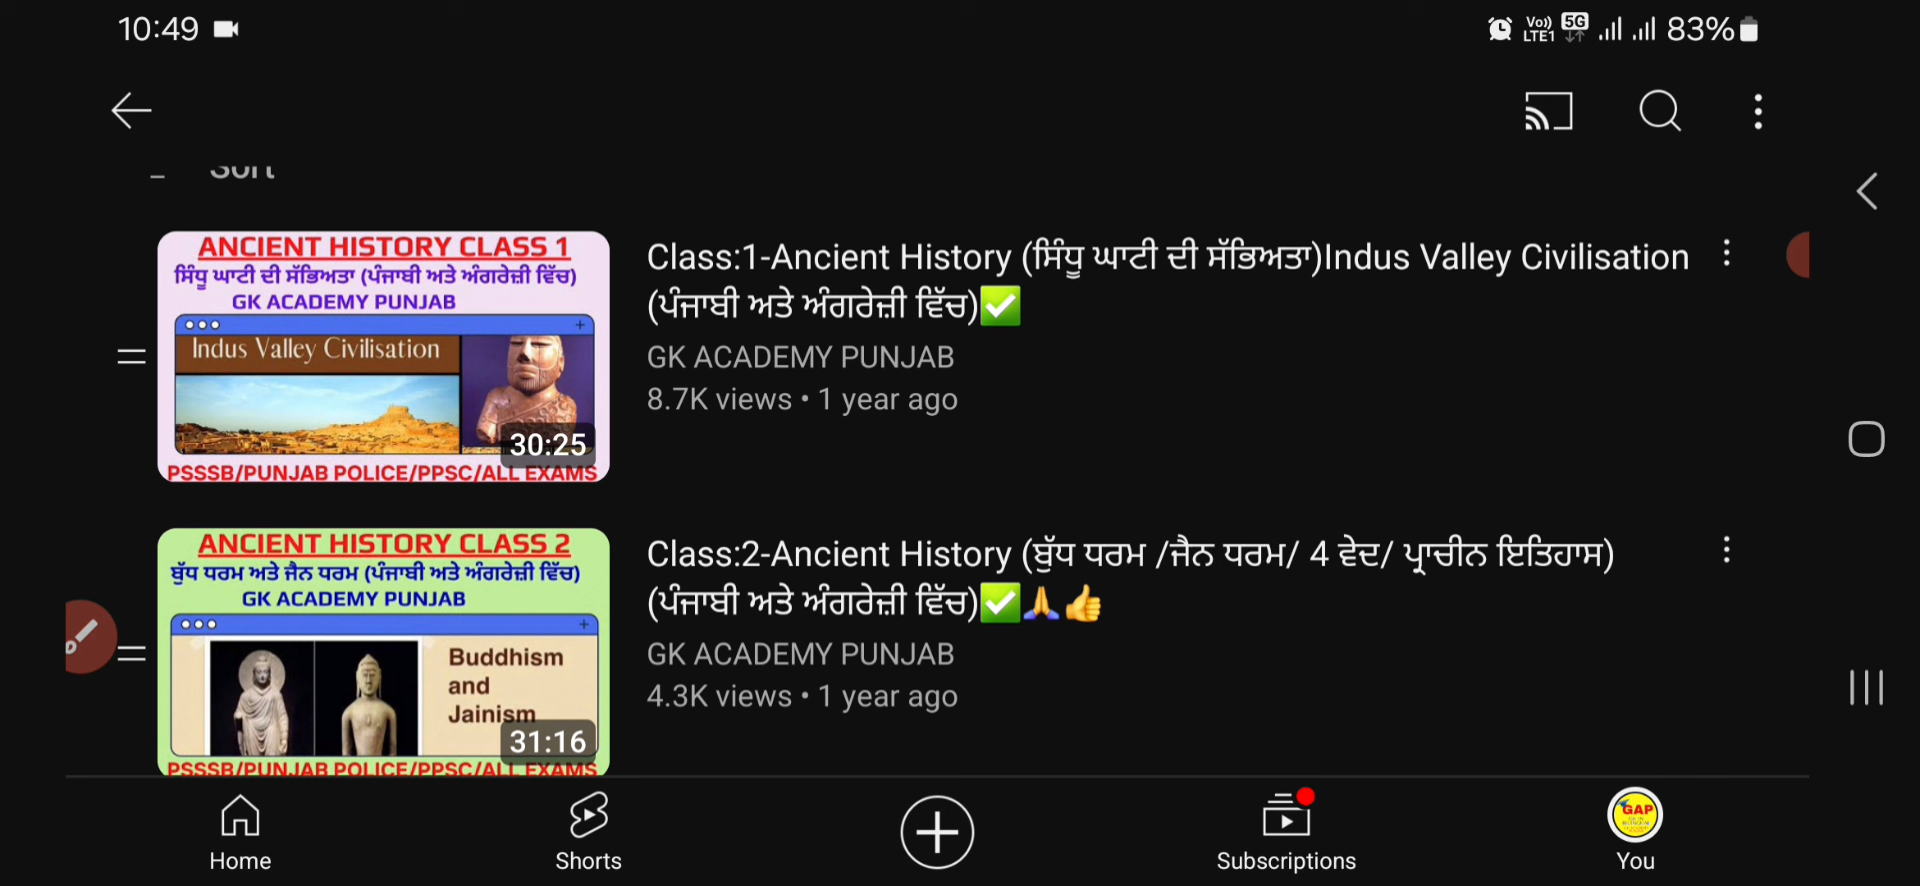 10:49
Vo)) LTE1 5G 83%
Sort
ANCIENT HISTORY CLASS 1
ਸਿੰਧੂ ਘਾਟੀ ਦੀ ਸੱਭਿਅਤਾ (ਪੰਜਾਬੀ ਅਤੇ ਅੰਗਰੇਜ਼ੀ ਵਿੱਚ)
GK ACADEMY PUNJAB
Indus Valley Civilisation
30:25
PSSSB/PUNJAB POLICE/PPSC/ALL EXAMS
Class:1-Ancient History (ਸਿੰਧੂ ਘਾਟੀ ਦੀ ਸੱਭਿਅਤਾ)Indus Valley Civilisation
(ਪੰਜਾਬੀ ਅਤੇ ਅੰਗਰੇਜ਼ੀ ਵਿੱਚ)✅
GK ACADEMY PUNJAB
8.7K views • 1 year ago
ANCIENT HISTORY CLASS 2
ਬੁੱਧ ਧਰਮ ਅਤੇ ਜੈਨ ਧਰਮ (ਪੰਜਾਬੀ ਅਤੇ ਅੰਗਰੇਜ਼ੀ ਵਿੱਚ)
GK ACADEMY PUNJAB
Buddhism
and
Jainism
31:16
PSSSB/PUNJAB POLICE/PPSC/ALL EXAMS
Class:2-Ancient History (ਬੁੱਧ ਧਰਮ /ਜੈਨ ਧਰਮ/ 4 ਵੇਦ/ ਪ੍ਰਾਚੀਨ ਇਤਿਹਾਸ)
(ਪੰਜਾਬੀ ਅਤੇ ਅੰਗਰੇਜ਼ੀ ਵਿੱਚ)✅🙏👍
GK ACADEMY PUNJAB
4.3K views • 1 year ago
GAP
Home Shorts Subscriptions You